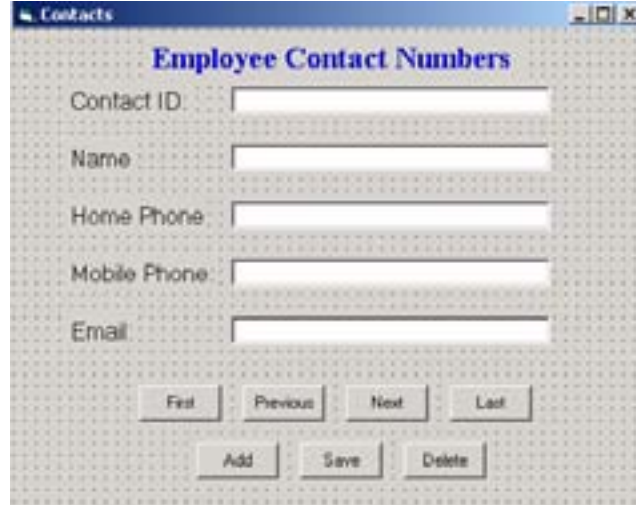 Contacts
Employee Contact Numbers
Contact ID:
Name
Home Phone
Mobile Phone:
Email:
First Previous Next Last
Add Save Delete